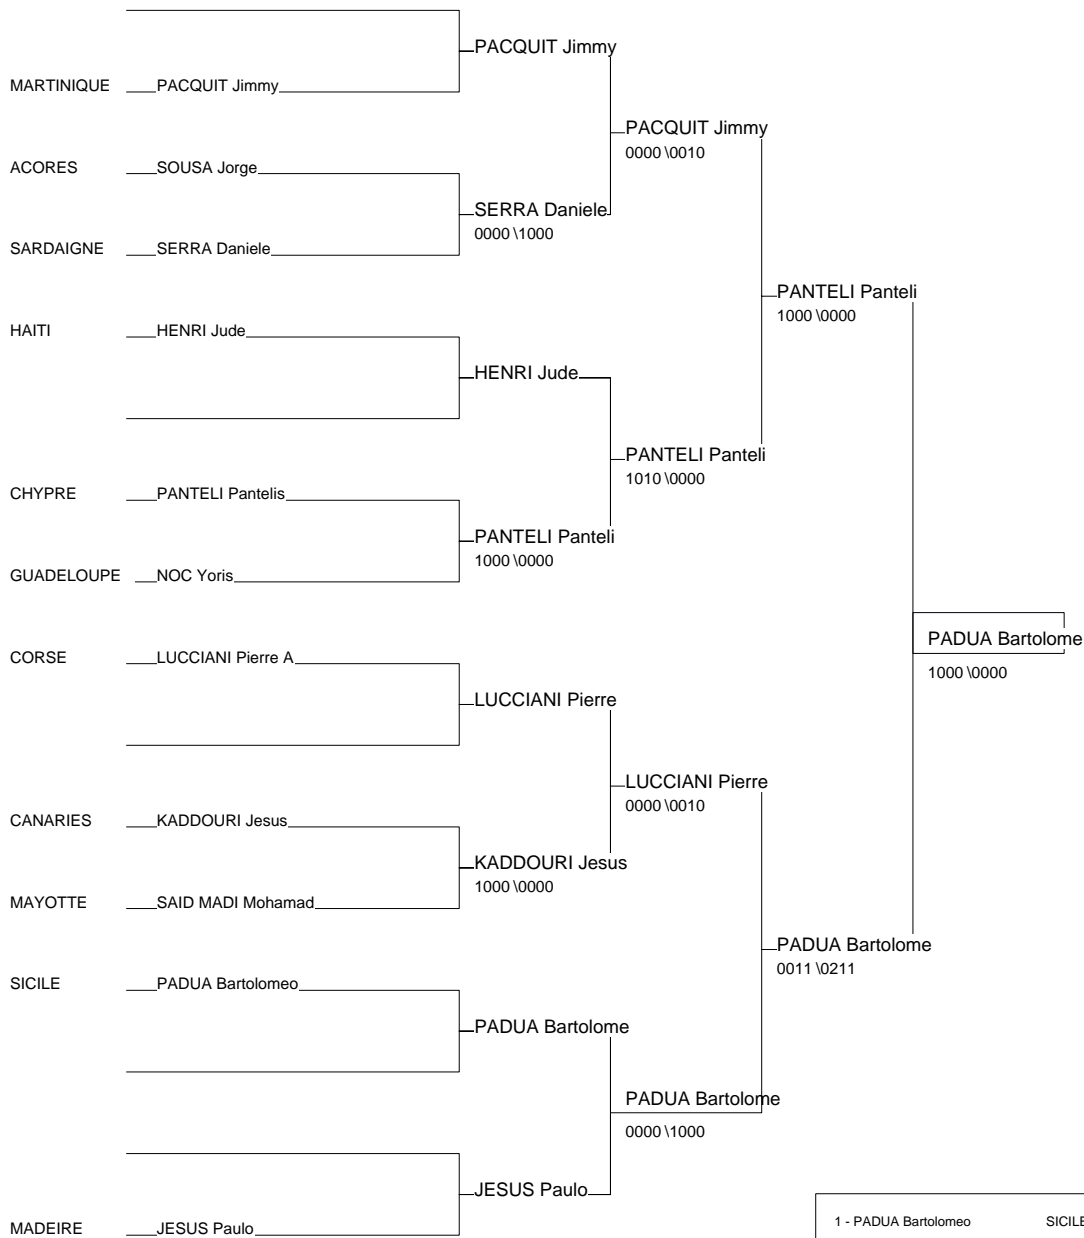 PACQUIT Jimmy
MARTINIQUE PACQUIT Jimmy
PACQUIT Jimmy
0000 \0010
ACORES SOUSA Jorge
SERRA Daniele
0000 \1000
SARDAIGNE SERRA Daniele
PANTELI Panteli
1000 \0000
HAITI HENRI Jude
HENRI Jude
PANTELI Panteli
1010 \0000
CHYPRE PANTELI Pantelis
PANTELI Panteli
1000 \0000
GUADELOUPE NOC Yoris
PADUA Bartolome
1000 \0000
CORSE LUCCIANI Pierre A
LUCCIANI Pierre
LUCCIANI Pierre
0000 \0010
CANARIES KADDOURI Jesus
KADDOURI Jesus
1000 \0000
MAYOTTE SAID MADI Mohamad
PADUA Bartolome
0011 \0211
SICILE PADUA Bartolomeo
PADUA Bartolome
PADUA Bartolome
0000 \1000
JESUS Paulo
MADEIRE JESUS Paulo
1 - PADUA Bartolomeo SICILE